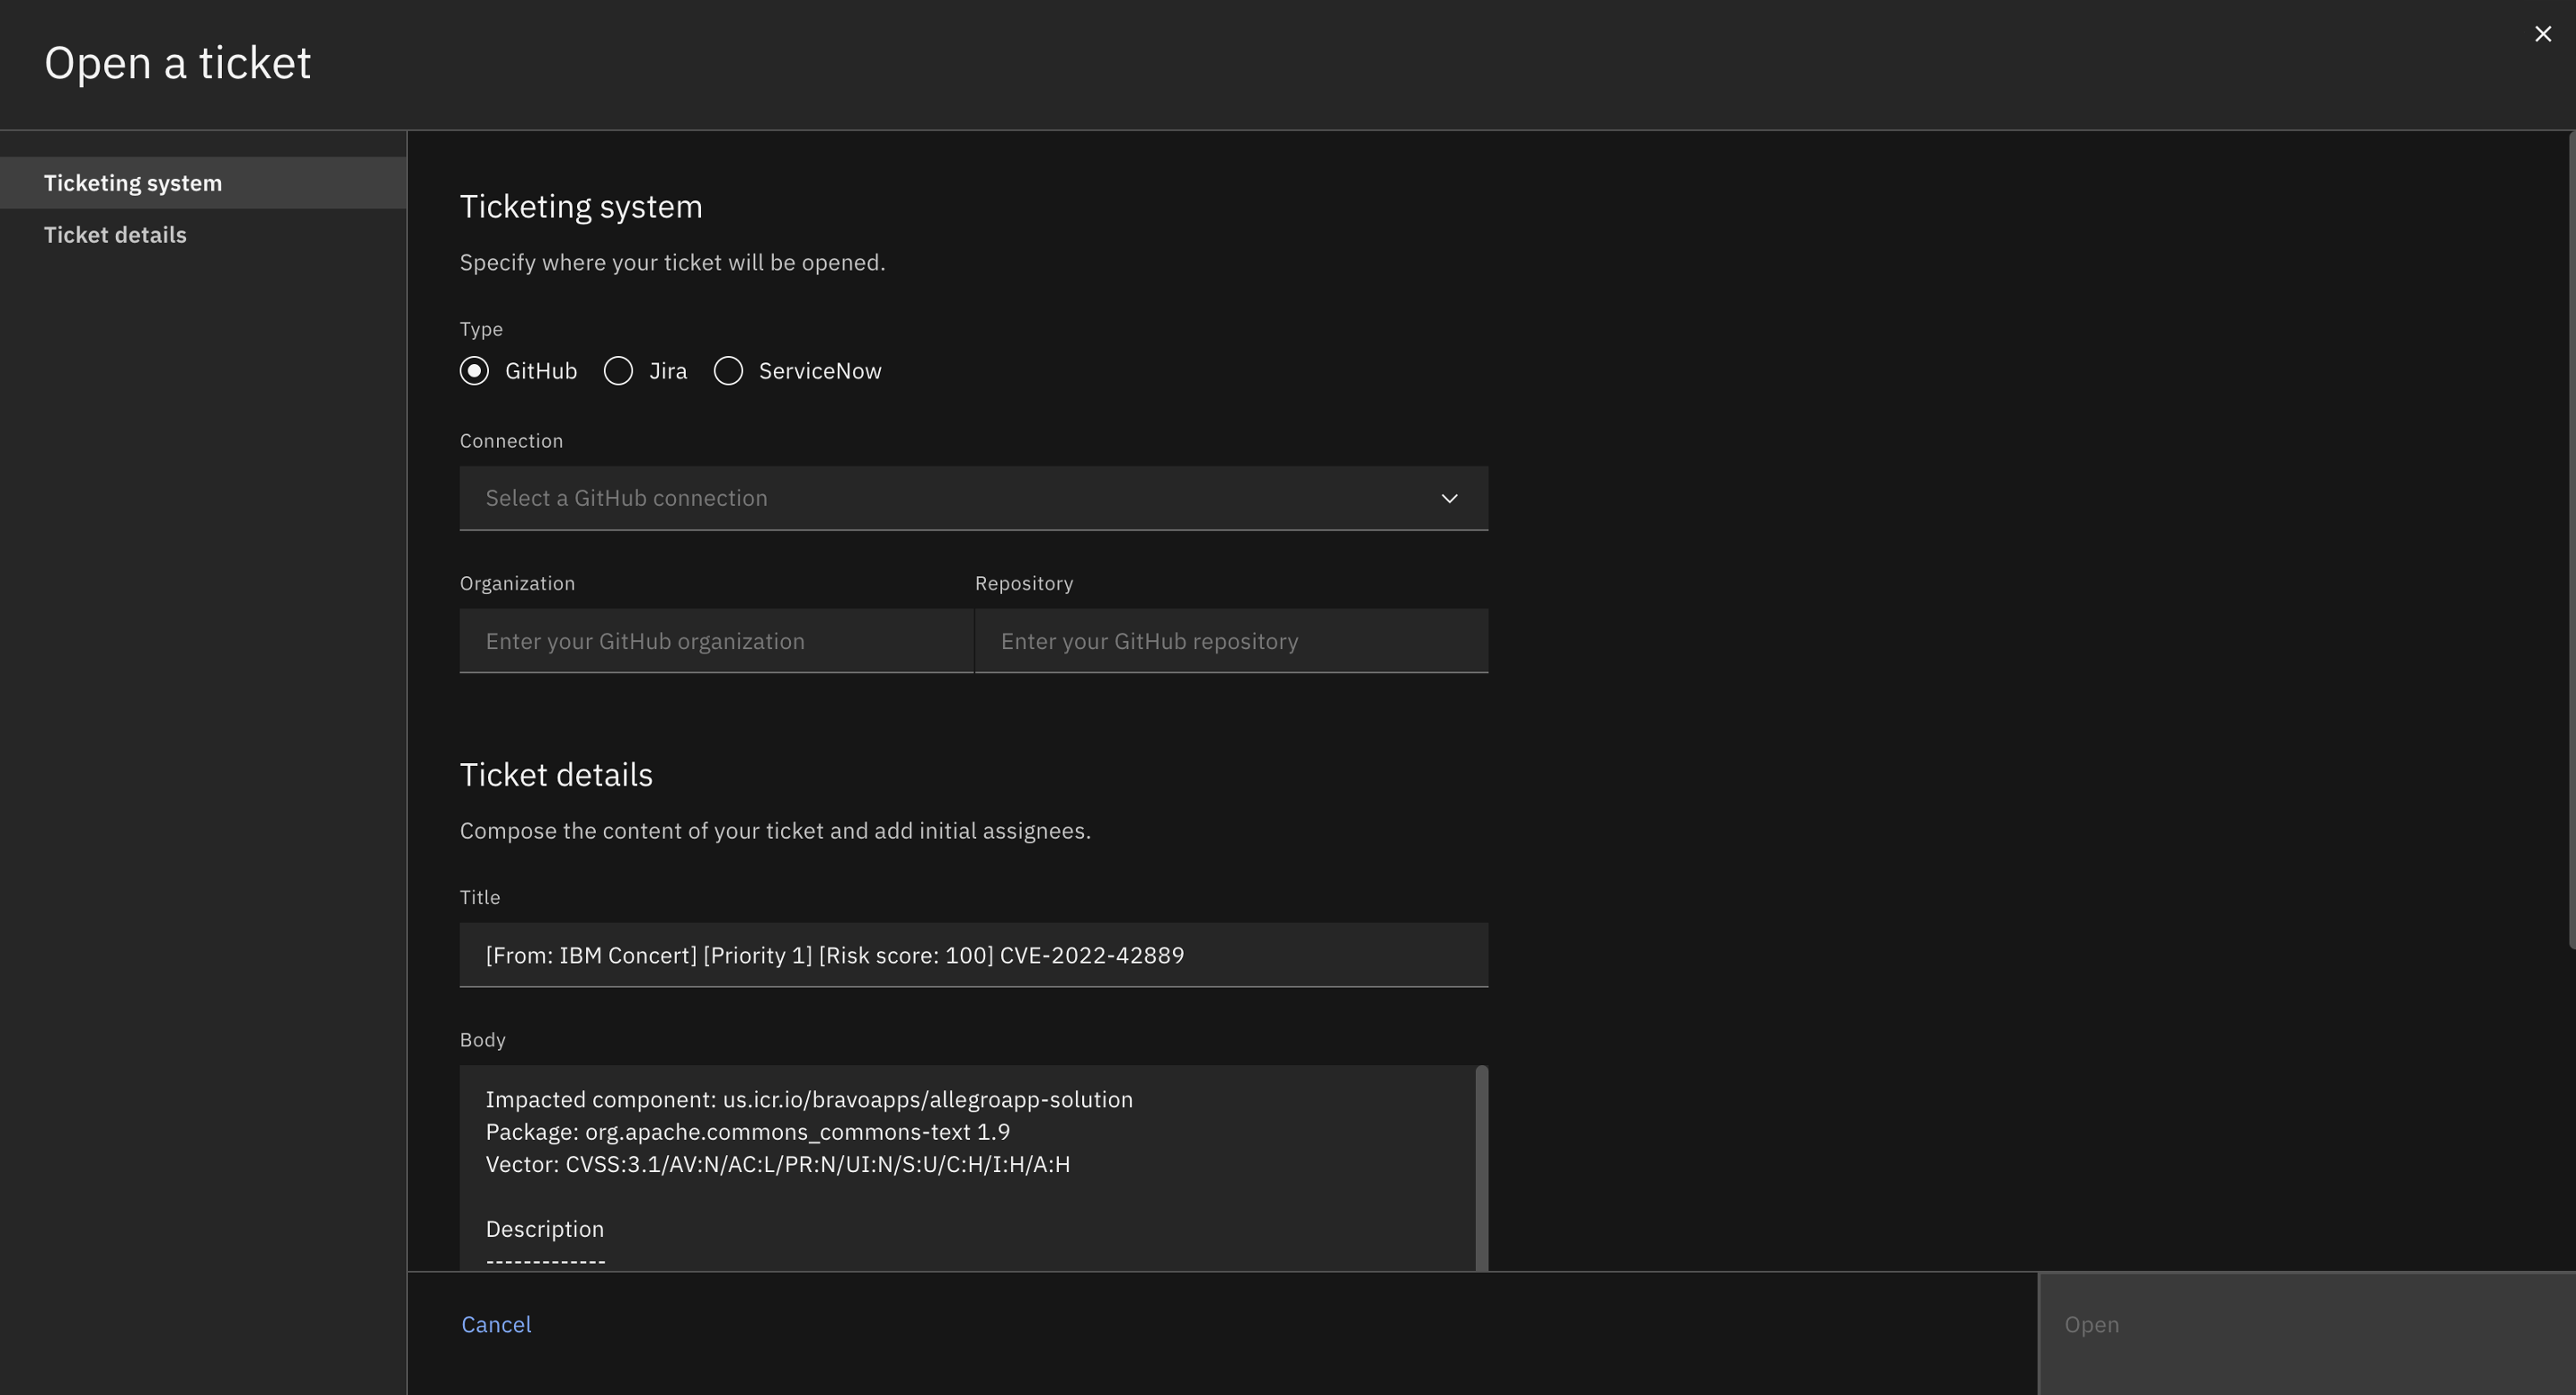 Open a ticket
Ticketing system
Ticket details
Ticketing system
Specify where your ticket will be opened.
Type
GitHub Jira ServiceNow
Connection
Select a GitHub connection
Organization Repository
Enter your GitHub organization Enter your GitHub repository
Ticket details
Compose the content of your ticket and add initial assignees.
Title
[From: IBM Concert] [Priority 1] [Risk score: 100] CVE-2022-42889
Body
Impacted component: us.icr.io/bravoapps/allegroapp-solution
Package: org.apache.commons_commons-text 1.9
Vector: CVSS:3.1/AV:N/AC:L/PR:N/UI:N/S:U/C:H/I:H/A:H
Description
-------------
Cancel Open